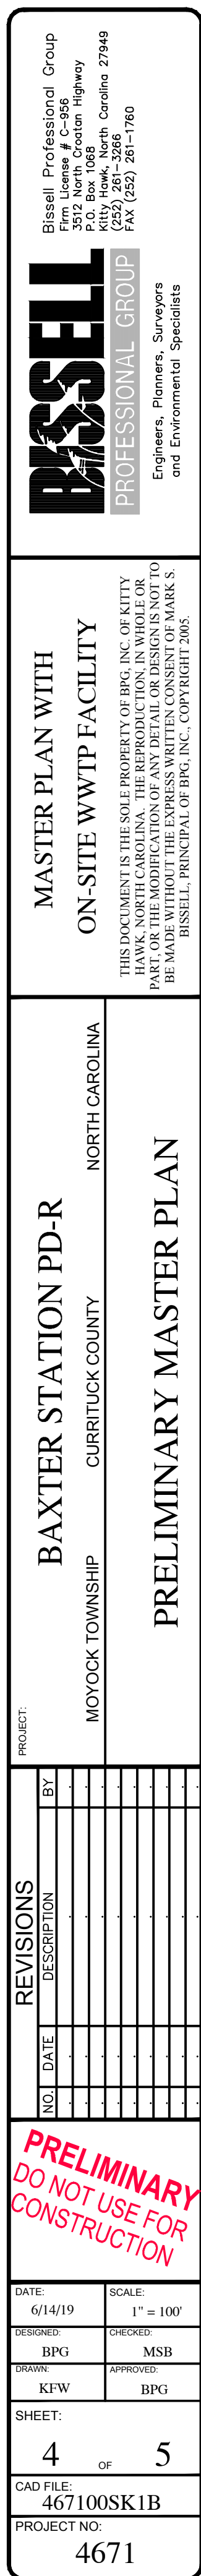 Bissell Professional Group
Firm License # C-956
3512 North Croatan Highway
P.O. Box 1068
Kitty Hawk, North Carolina 27949
(252) 261-3266
FAX (252) 261-1760
BISSELL
PROFESSIONAL GROUP
Engineers, Planners, Surveyors
and Environmental Specialists
MASTER PLAN WITH
ON-SITE WWTP FACILITY
THIS DOCUMENT IS THE SOLE PROPERTY OF BPG, INC. OF KITTY
HAWK, NORTH CAROLINA. THE REPRODUCTION, IN WHOLE OR
PART, OR THE MODIFICATION OF ANY DETAIL OR DESIGN IS NOT TO
BE MADE WITHOUT THE EXPRESS WRITTEN CONSENT OF MARK S.
BISSELL, PRINCIPAL OF BPG, INC., COPYRIGHT 2005.
PROJECT:
BAXTER STATION PD-R
MOYOCK TOWNSHIP CURRITUCK COUNTY NORTH CAROLINA
PRELIMINARY MASTER PLAN
REVISIONS
NO. DATE DESCRIPTION BY
PRELIMINARY
DO NOT USE FOR
CONSTRUCTION
DATE: SCALE:
6/14/19 1" = 100'
DESIGNED: CHECKED:
BPG MSB
DRAWN: APPROVED:
KFW BPG
SHEET:
4 OF 5
CAD FILE:
467100SK1B
PROJECT NO:
4671